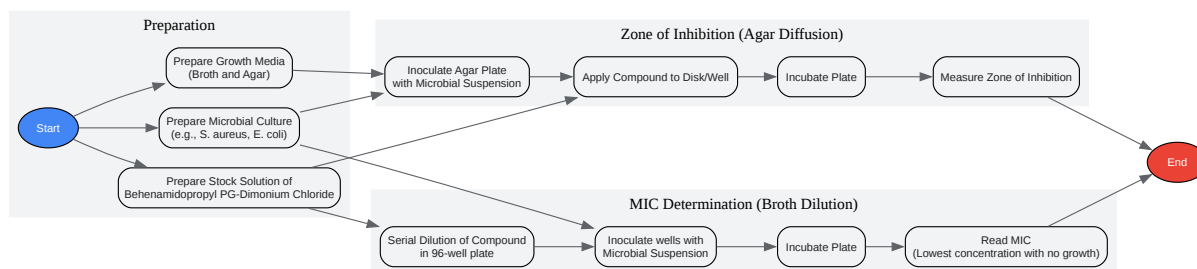 Preparation
Start
Prepare Growth Media
(Broth and Agar)
Prepare Microbial Culture
(e.g., S. aureus, E. coli)
Prepare Stock Solution of
Behenamidopropyl PG-Dimonium Chloride
Zone of Inhibition (Agar Diffusion)
Inoculate Agar Plate
with Microbial Suspension
Apply Compound to Disk/Well
Incubate Plate
Measure Zone of Inhibition
MIC Determination (Broth Dilution)
Serial Dilution of Compound
in 96-well plate
Inoculate wells with
Microbial Suspension
Incubate Plate
Read MIC
(Lowest concentration with no growth)
End